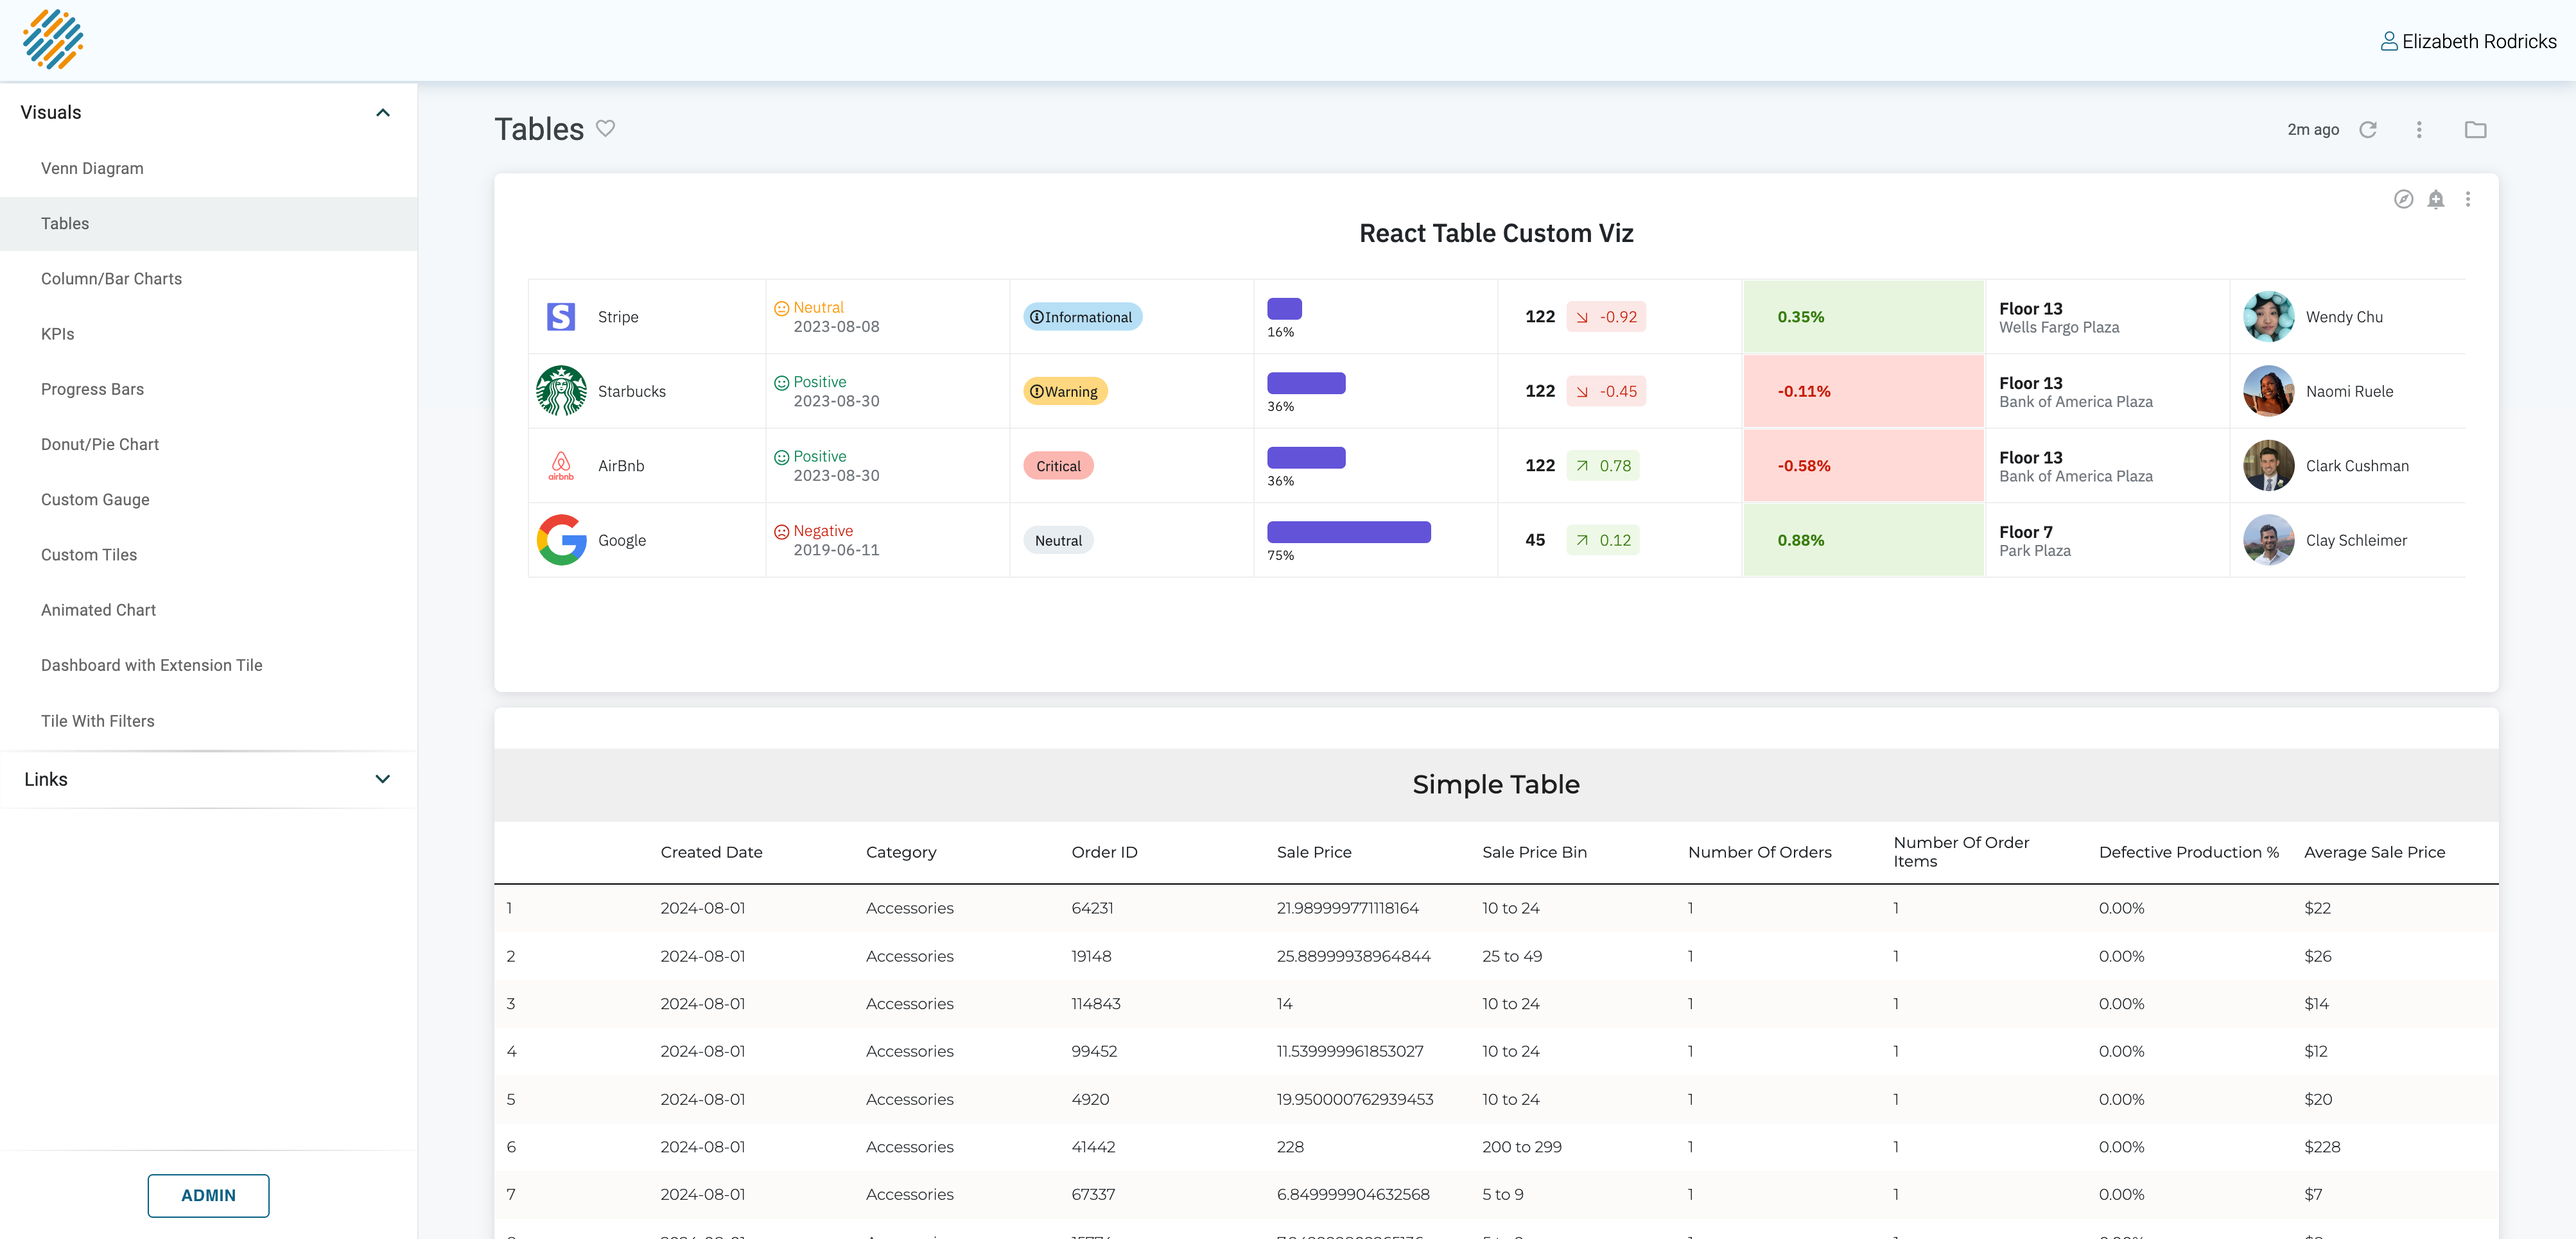 Elizabeth Rodricks
Visuals
Venn Diagram
Tables
Column/Bar Charts
KPIs
Progress Bars
Donut/Pie Chart
Custom Gauge
Custom Tiles
Animated Chart
Dashboard with Extension Tile
Tile With Filters
Links
ADMIN
Tables
2m ago
React Table Custom Viz
S Stripe Neutral 2023-08-08 Informational 16% 122 -0.92 0.35% Floor 13 Wells Fargo Plaza Wendy Chu
Starbucks Positive 2023-08-30 Warning 36% 122 -0.45 -0.11% Floor 13 Bank of America Plaza Naomi Ruele
airbnb AirBnb Positive 2023-08-30 Critical 36% 122 0.78 -0.58% Floor 13 Bank of America Plaza Clark Cushman
G Google Negative 2019-06-11 Neutral 75% 45 0.12 0.88% Floor 7 Park Plaza Clay Schleimer
Simple Table
Created Date Category Order ID Sale Price Sale Price Bin Number Of Orders Number Of Order Items Defective Production % Average Sale Price
1 2024-08-01 Accessories 64231 21.989999771118164 10 to 24 1 1 0.00% $22
2 2024-08-01 Accessories 19148 25.88999938964844 25 to 49 1 1 0.00% $26
3 2024-08-01 Accessories 114843 14 10 to 24 1 1 0.00% $14
4 2024-08-01 Accessories 99452 11.539999961853027 10 to 24 1 1 0.00% $12
5 2024-08-01 Accessories 4920 19.950000762939453 10 to 24 1 1 0.00% $20
6 2024-08-01 Accessories 41442 228 200 to 299 1 1 0.00% $228
7 2024-08-01 Accessories 67337 6.849999904632568 5 to 9 1 1 0.00% $7